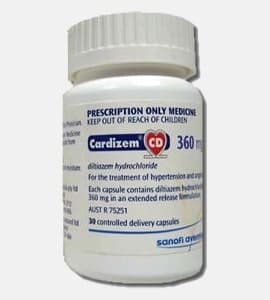 PRESCRIPTION ONLY MEDICINE
KEEP OUT OF REACH OF CHILDREN
Cardizem® CD 360 mg
diltiazem hydrochloride
For the treatment of hypertension and
Each capsule contains diltiazem
360 mg in an extended release formulation.
AUST R 75251
30 controlled delivery capsules
sanofi aventis
Physician.
Medicine